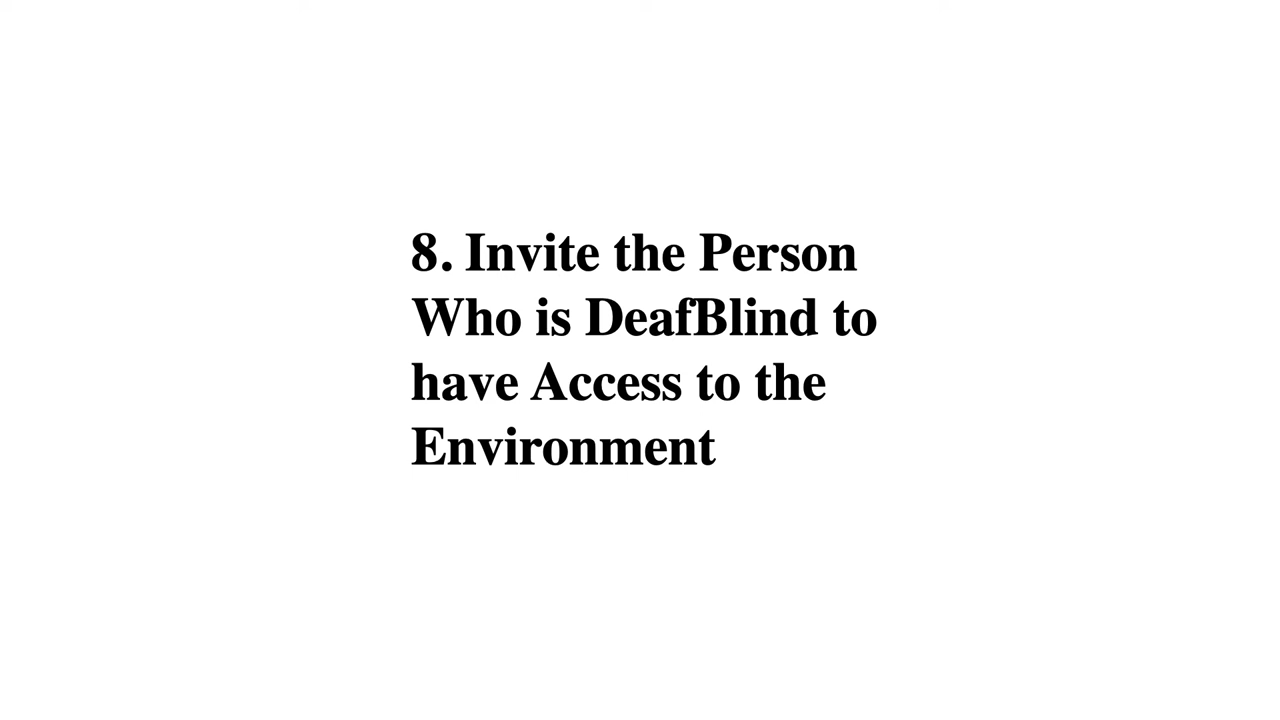 8. Invite the Person
Who is DeafBlind to
have Access to the
Environment